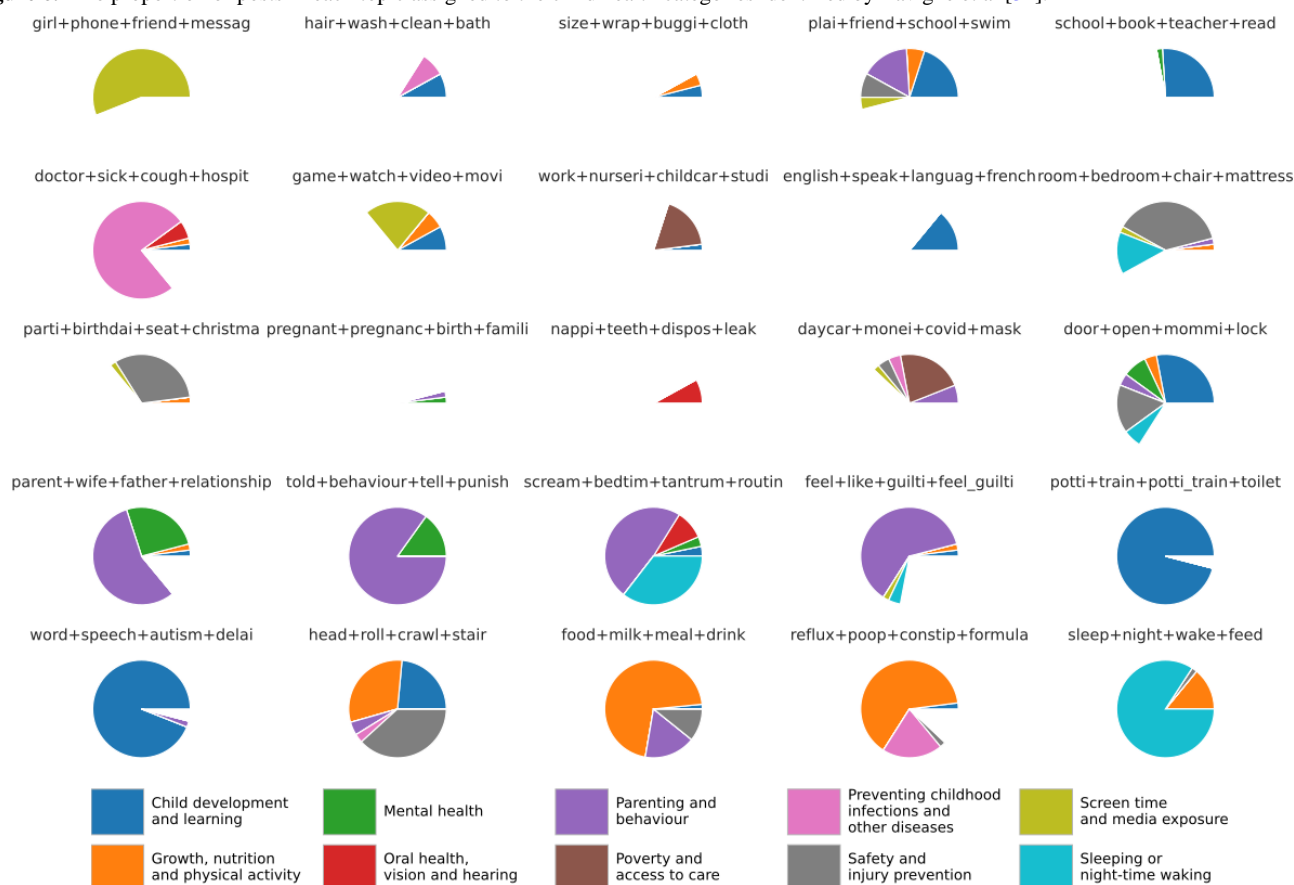 girl+phone+friend+messag hair+wash+clean+bath size+wrap+buggi+cloth plai+friend+school+swim school+book+teacher+read
doctor+sick+cough+hospit game+watch+video+movi work+nurseri+childcar+studi english+speak+languag+french room+bedroom+chair+mattress
parti+birthdai+seat+christma pregnant+pregnanc+birth+famili nappi+teeth+dispos+leak daycar+monei+covid+mask door+open+mommi+lock
parent+wife+father+relationship told+behaviour+tell+punish scream+bedtim+tantrum+routin feel+like+guilti+feel_guilti potti+train+potti_train+toilet
word+speech+autism+delai head+roll+crawl+stair food+milk+meal+drink reflux+poop+constip+formula sleep+night+wake+feed
Child development
and learning
Growth, nutrition
and physical activity
Mental health
Oral health,
vision and hearing
Parenting and
behaviour
Poverty and
access to care
Preventing childhood
infections and
other diseases
Safety and
injury prevention
Screen time
and media exposure
Sleeping or
night-time waking